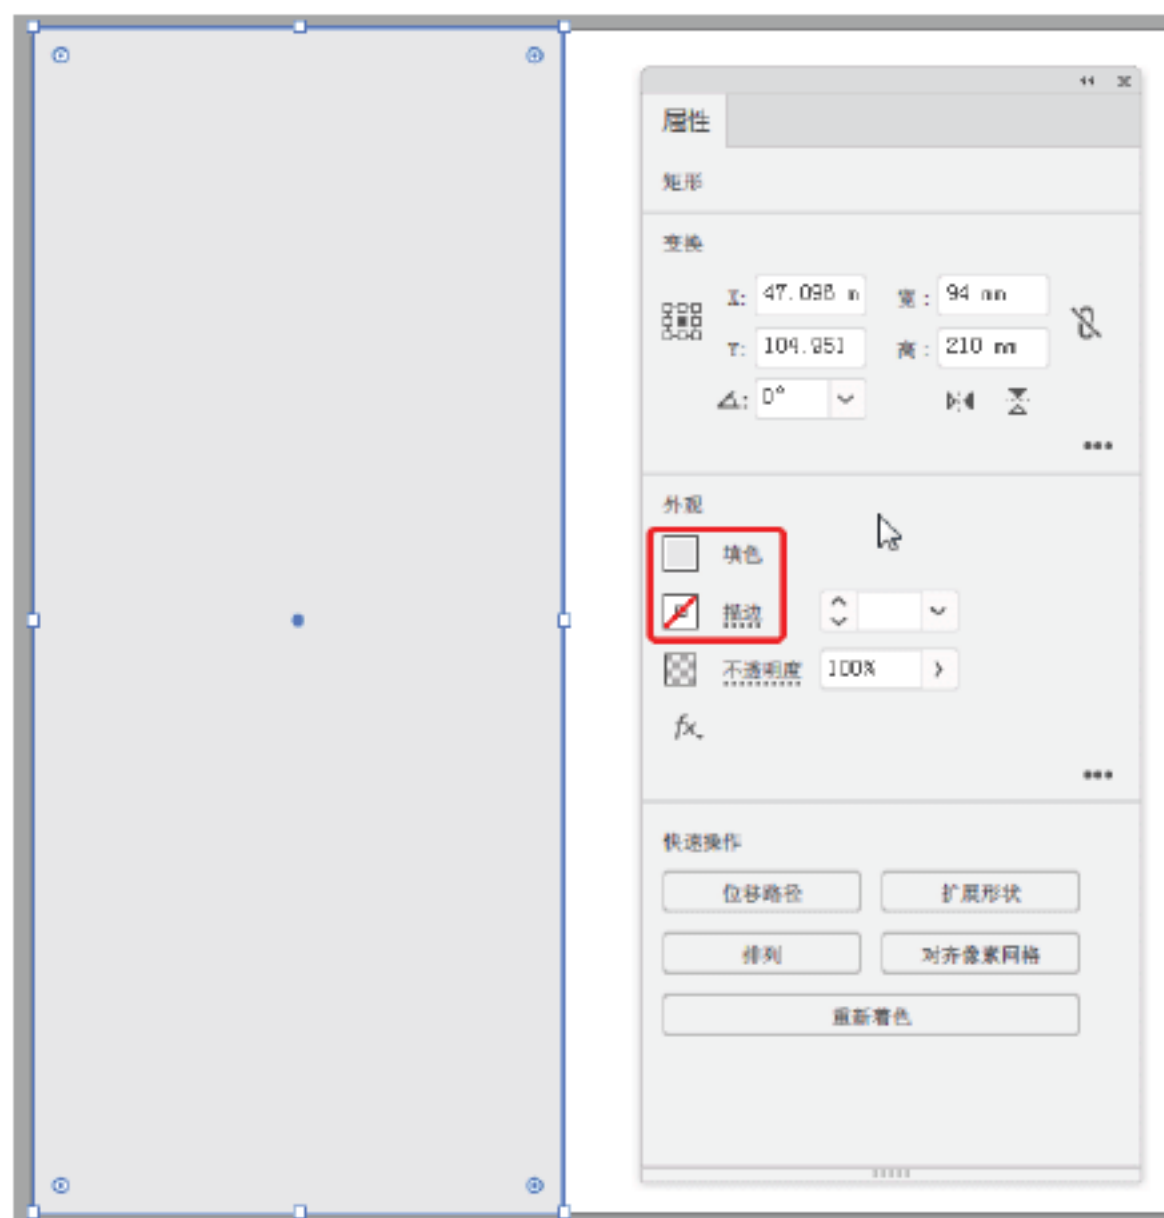 属性
矩形
变换
X: 47.096 m 宽: 94 mm
Y: 104.951 高: 210 mm
0°
外观
填色
描边
不透明度 100% >
fx
快速操作
位移路径 扩展形状
排列 对齐像素网格
重新着色